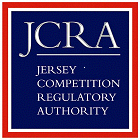 JCRA
JERSEY
COMPETITION
REGULATORY
AUTHORITY